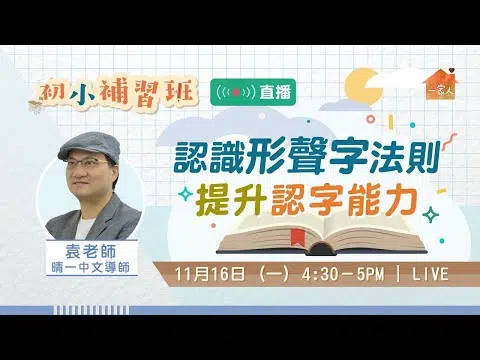 初小補習班
直播
一家人
認識形聲字法則
提升認字能力
袁老師
晴一中文導師
11月16日 (一) 4:30－5PM | LIVE